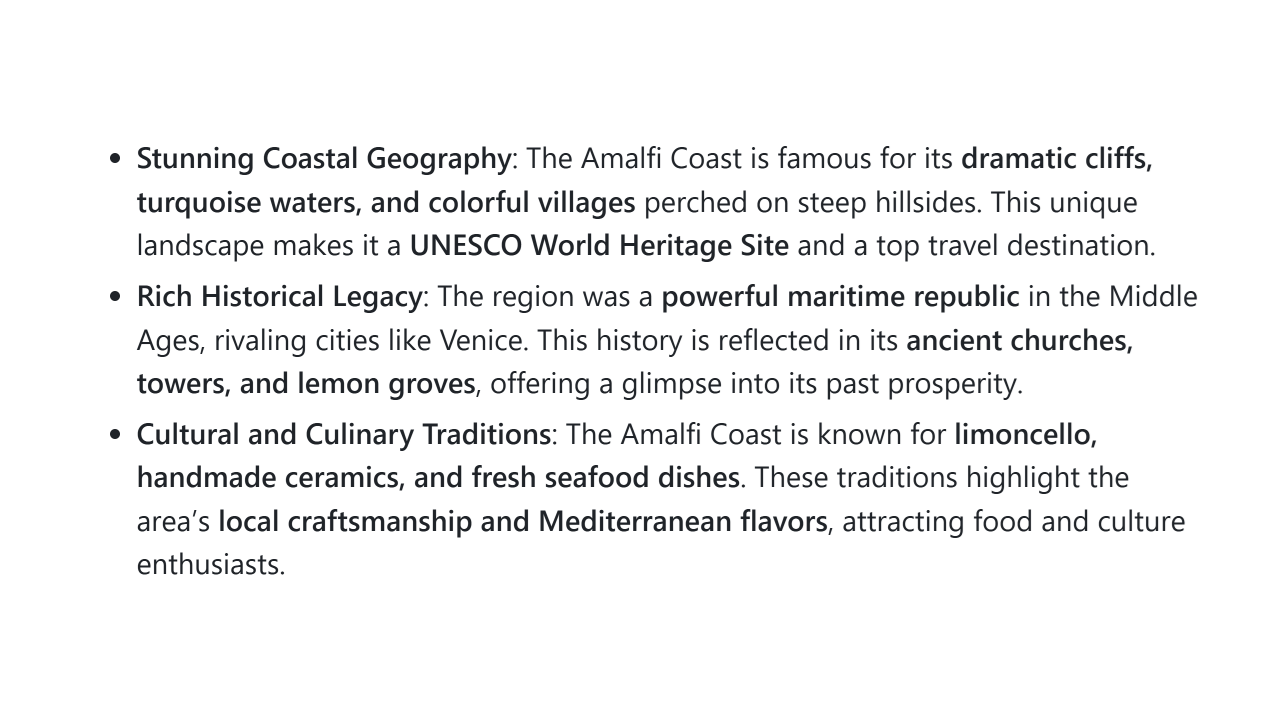 • Stunning Coastal Geography: The Amalfi Coast is famous for its dramatic cliffs,
turquoise waters, and colorful villages perched on steep hillsides. This unique
landscape makes it a UNESCO World Heritage Site and a top travel destination.
• Rich Historical Legacy: The region was a powerful maritime republic in the Middle
Ages, rivaling cities like Venice. This history is reflected in its ancient churches,
towers, and lemon groves, offering a glimpse into its past prosperity.
• Cultural and Culinary Traditions: The Amalfi Coast is known for limoncello,
handmade ceramics, and fresh seafood dishes. These traditions highlight the
area’s local craftsmanship and Mediterranean flavors, attracting food and culture
enthusiasts.